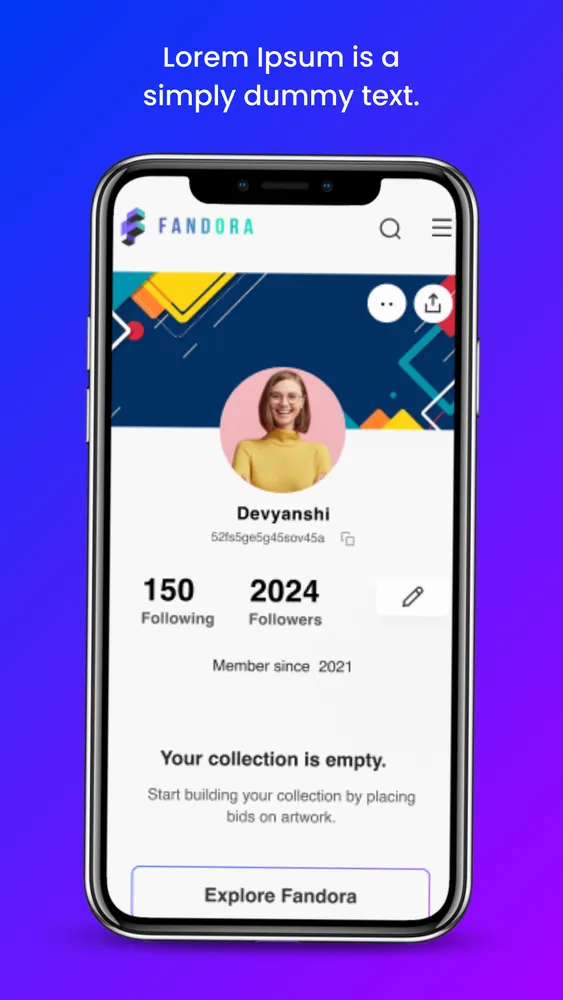 Lorem Ipsum is a
simply dummy text.
FANDORA
Devyanshi
52fs5ge5g45sov45a
150 2024
Following Followers
Member since 2021
Your collection is empty.
Start building your collection by placing
bids on artwork.
Explore Fandora